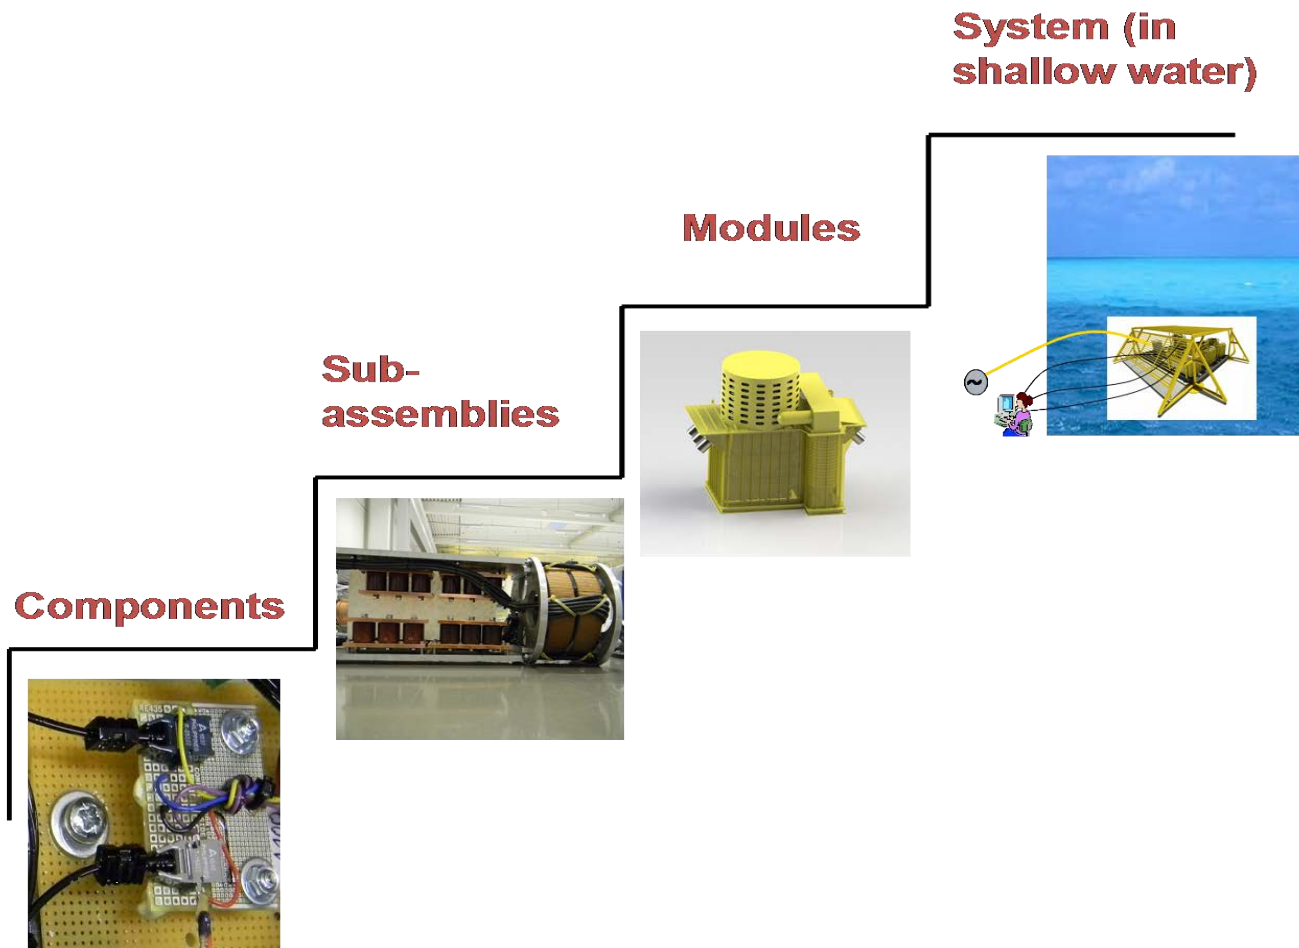 System (in
shallow water)
Modules
Sub-
assemblies
Components